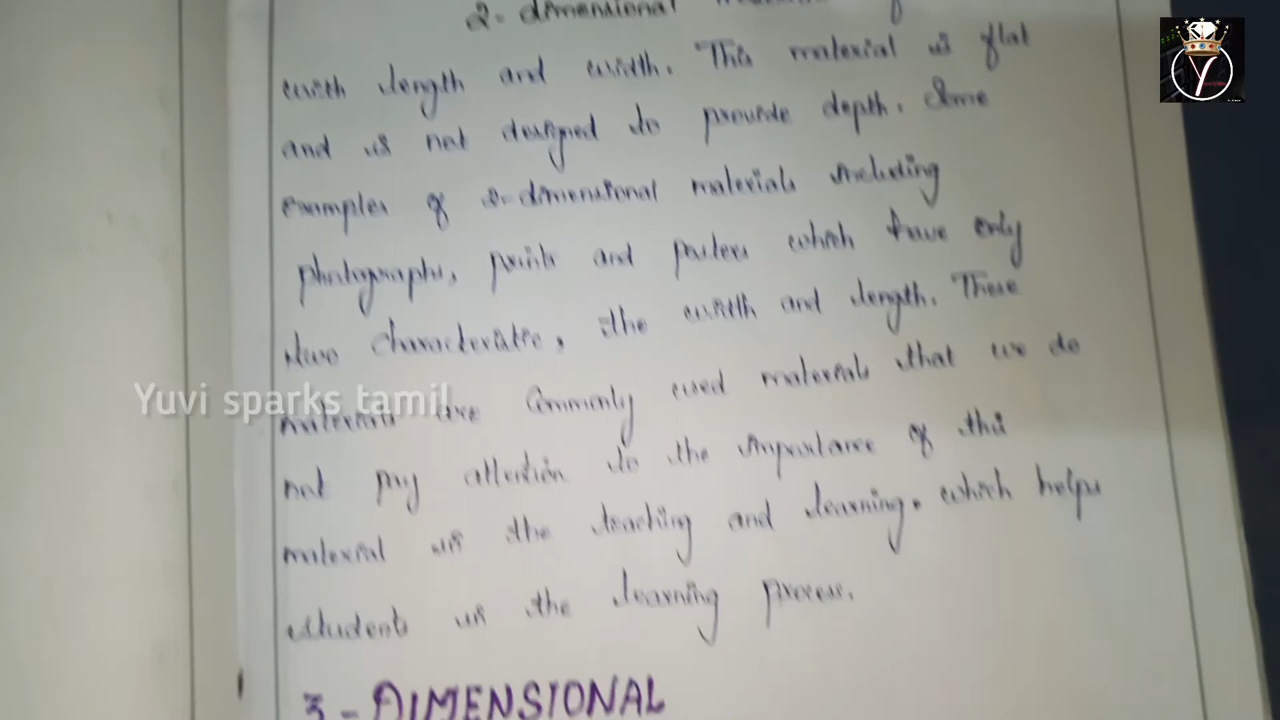 2- dimensional
with length and width. This material is flat
and is not designed to provide depth. Some
examples of 2-dimensional materials including
photographs, prints and posters which have only
two characteristic, the width and length. These
materials are commonly used materials that we do
not pay attention to the importance of this
material in the teaching and learning. which helps
students in the learning process.
3-DIMENSIONAL
Yuvi sparks tamil
Y